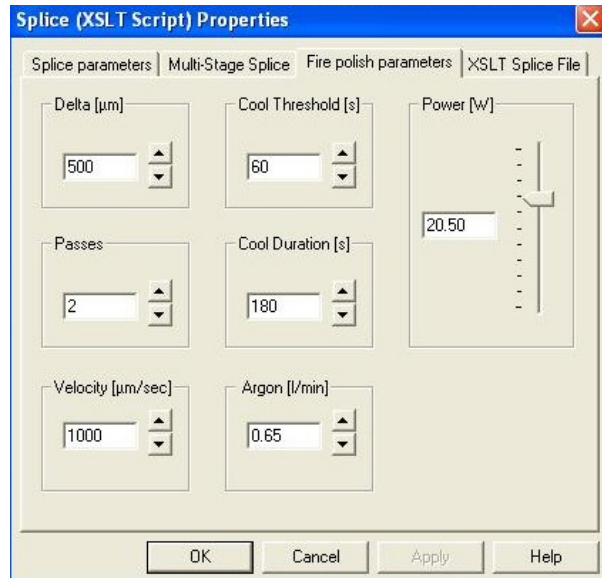 Splice (XSLT Script) Properties
Splice parameters Multi-Stage Splice Fire polish parameters XSLT Splice File
Delta [µm] Cool Threshold [s] Power [W]
500 60
20.50
Passes Cool Duration [s]
2 180
Velocity [µm/sec] Argon [l/min]
1000 0.65
OK Cancel Apply Help